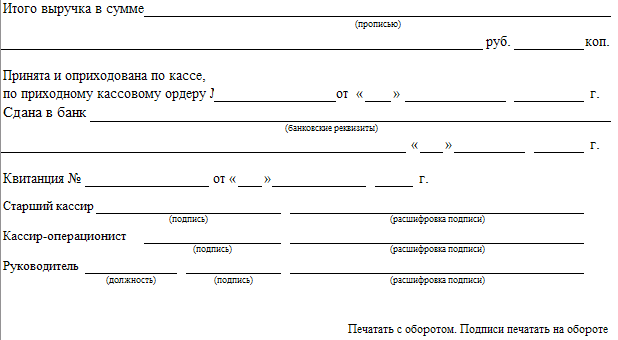 Итого выручка в сумме
(прописью)
руб. коп.
Принята и оприходована по кассе,
по приходному кассовому ордеру от « » г.
Сдана в банк
(банковские реквизиты)
« » г.
Квитанция № от « » г.
Старший кассир
(подпись) (расшифровка подписи)
Кассир-операционист
(подпись) (расшифровка подписи)
Руководитель
(должность) (подпись) (расшифровка подписи)
Печатать с оборотом. Подписи печатать на обороте